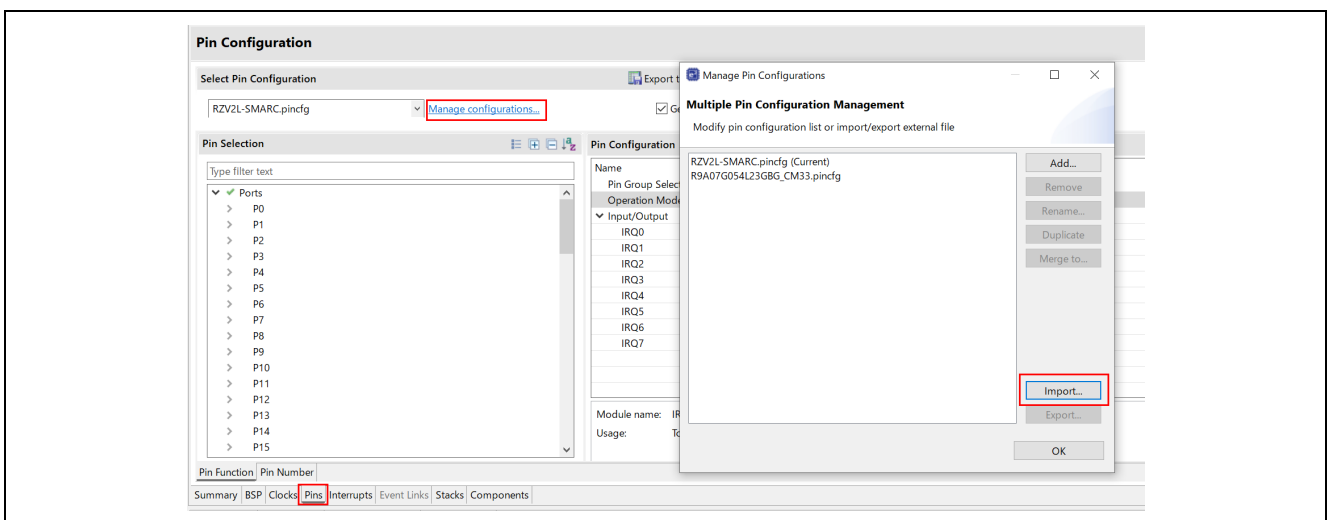 Pin Configuration
Select Pin Configuration
Export t
RZV2L-SMARC.pincfg
Manage configurations...
Ge
Pin Selection
Type filter text
Ports
P0
P1
P2
P3
P4
P5
P6
P7
P8
P9
P10
P11
P12
P13
P14
P15
Pin Configuration
Name
Pin Group Selec
Operation Mode
Input/Output
IRQ0
IRQ1
IRQ2
IRQ3
IRQ4
IRQ5
IRQ6
IRQ7
Module name: IR
Usage: To
Manage Pin Configurations
Multiple Pin Configuration Management
Modify pin configuration list or import/export external file
RZV2L-SMARC.pincfg (Current)
R9A07G054L23GBG_CM33.pincfg
Add...
Remove
Rename...
Duplicate
Merge to...
Import...
Export...
OK
Pin Function Pin Number
Summary BSP Clocks Pins Interrupts Event Links Stacks Components